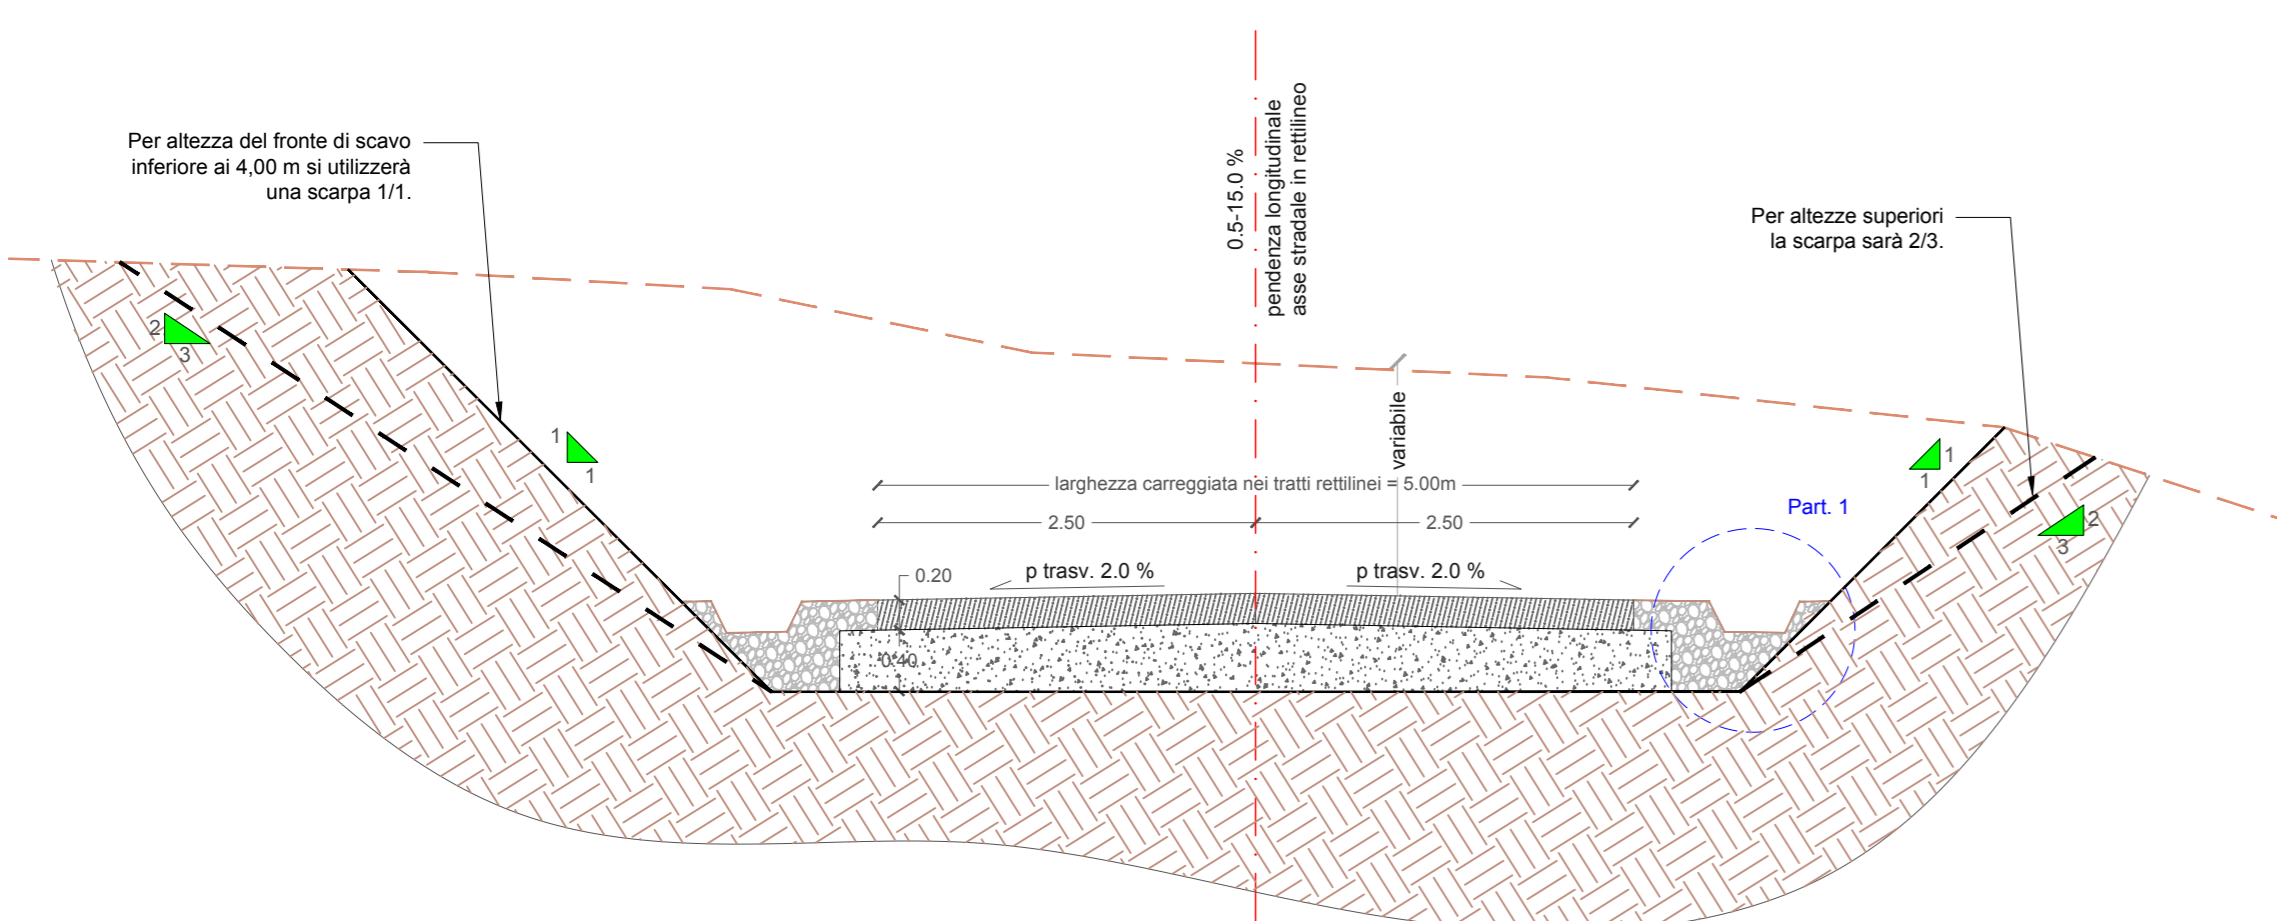 Per altezza del fronte di scavo
inferiore ai 4,00 m si utilizzerà
una scarpa 1/1.
0.5-15.0 %
pendenza longitudinale
asse stradale in rettilineo
Per altezze superiori
la scarpa sarà 2/3.
2
3
1
1
variabile
1
1
larghezza carreggiata nei tratti rettilinei = 5.00m
Part. 1
2.50
2.50
2
3
0.20
p trasv. 2.0 %
p trasv. 2.0 %
0.40